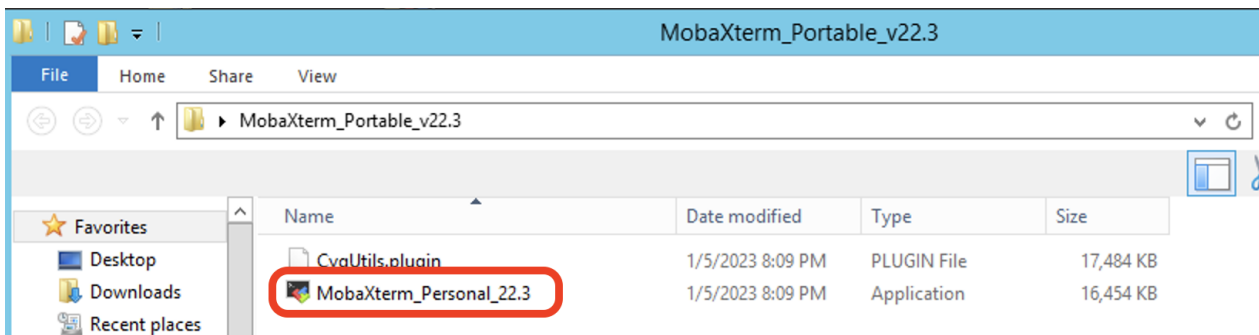 MobaXterm_Portable_v22.3
File Home Share View
MobaXterm_Portable_v22.3
Name Date modified Type Size
Favorites
Desktop
Downloads
Recent places
CygUtils.plugin 1/5/2023 8:09 PM PLUGIN File 17,484 KB
MobaXterm_Personal_22.3 1/5/2023 8:09 PM Application 16,454 KB